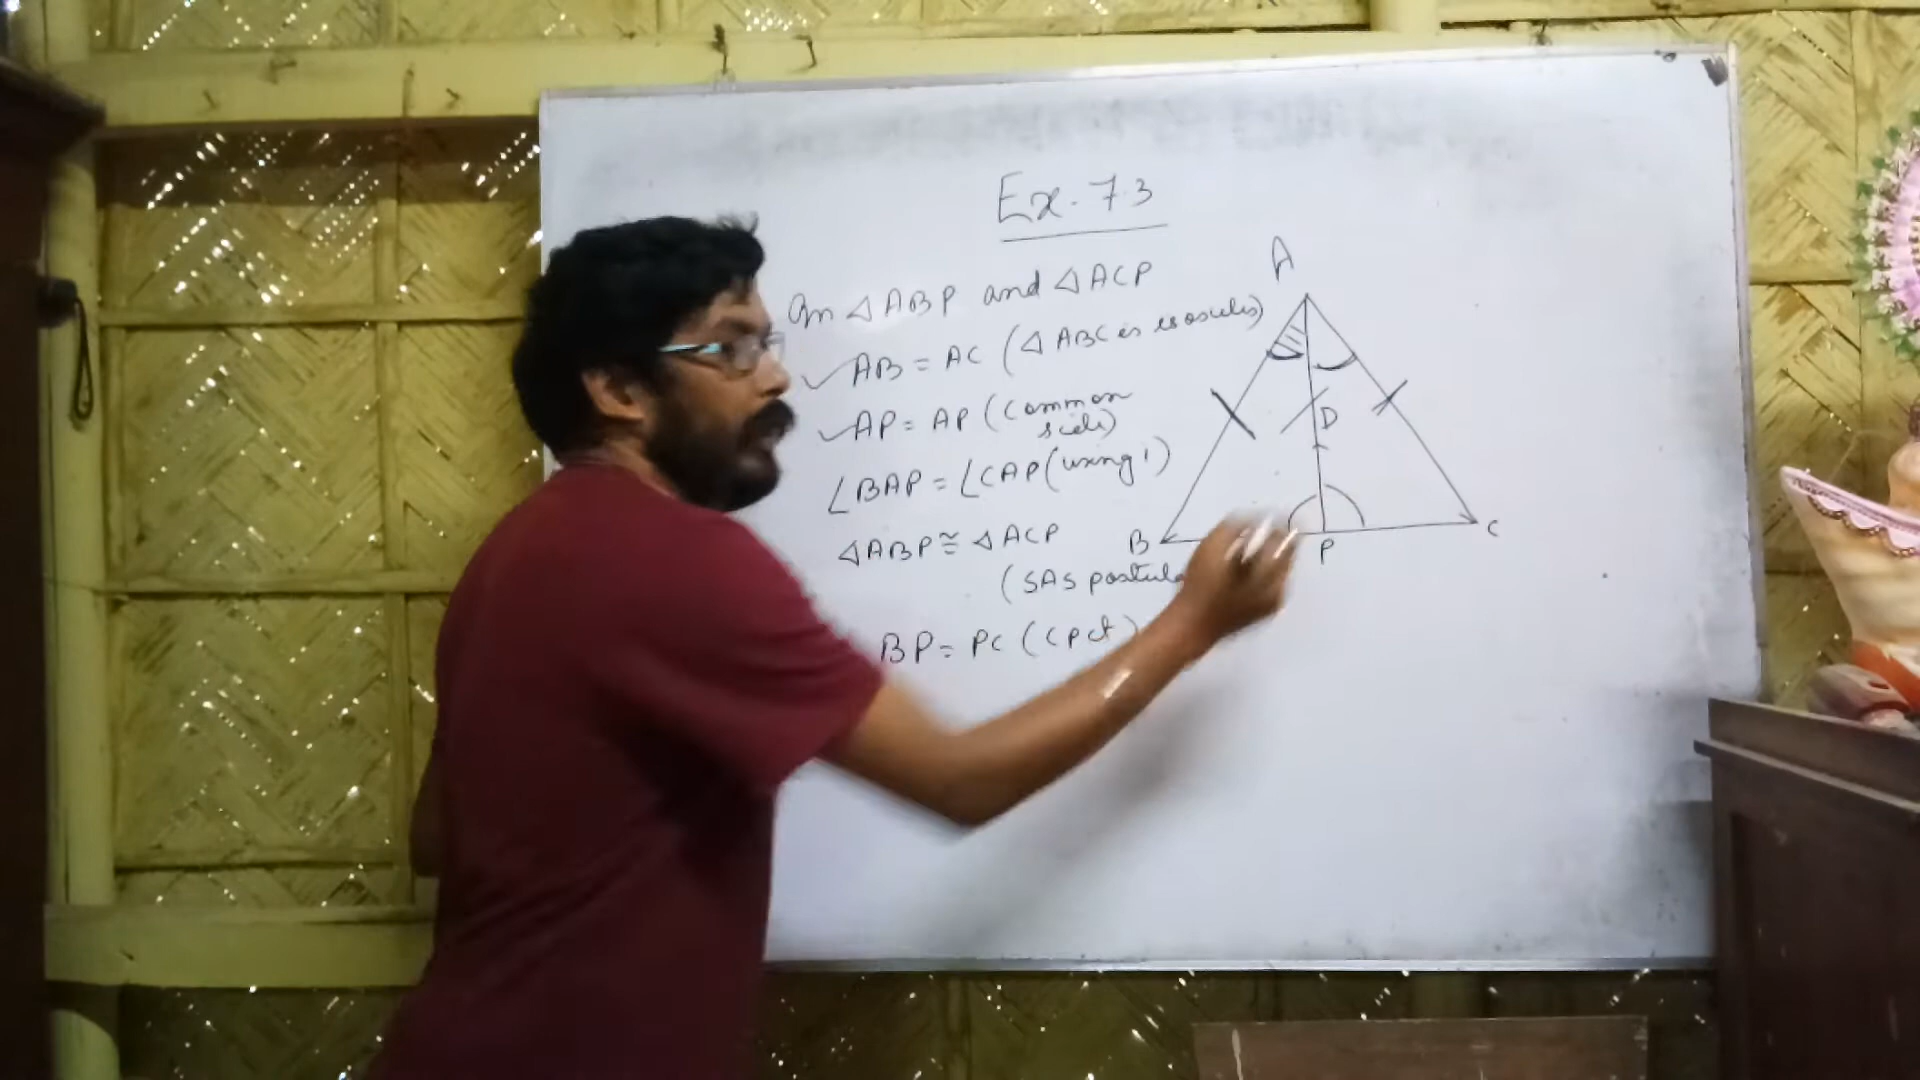 Ex. 7.3
In △ABP and △ACP
✓AB = AC (△ABC is isosules)
✓AP = AP (common
side)
∠BAP = ∠CAP (using 1)
△ABP ≅ △ACP
(SAS postula
BP = PC (cpct)
A
D
B
P
C